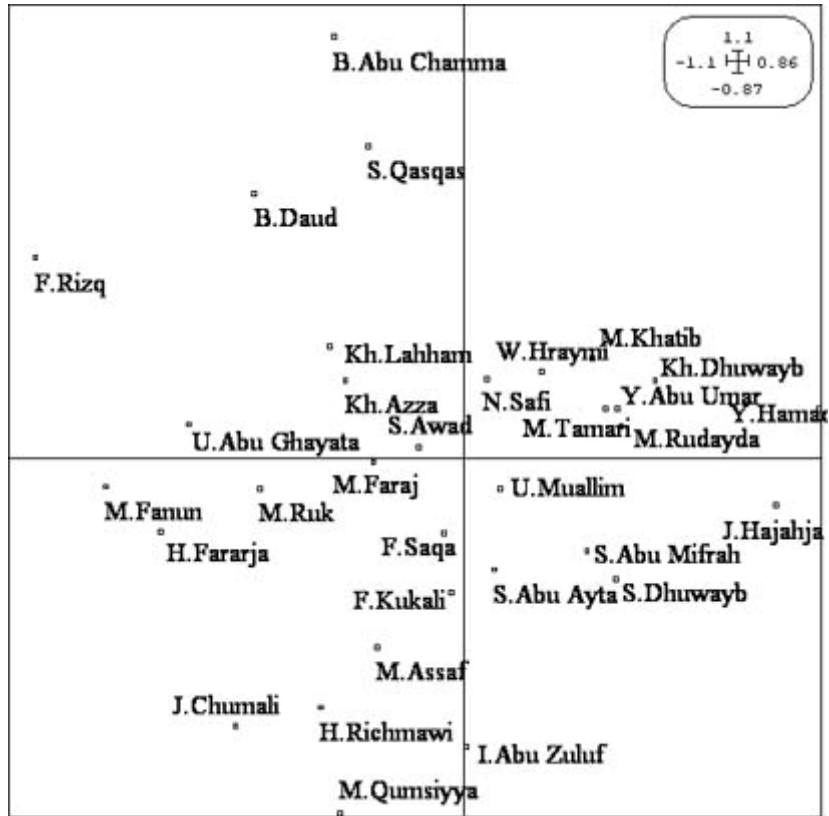 1.1
B.Abu Chamma
-1.1 0.86
-0.87
S.Qasqas
B.Daud
F.Rizq
M.Khatib
Kh.Lahham
W.Hraymi
Kh.Dhuwayb
Kh.Azza
N.Safi
Y.Abu Umar
Y.Hamad
S.Awad
M.Tamari
U.Abu Ghayata
M.Rudayda
M.Faraj
U.Muallim
M.Fanun
M.Ruk
J.Hajahja
H.Fararja
F.Saqa
S.Abu Mifrah
S.Abu Ayta
S.Dhuwayb
F.Kukali
M.Assaf
J.Chumali
H.Richmawi
I.Abu Zuluf
M.Qumsiyya